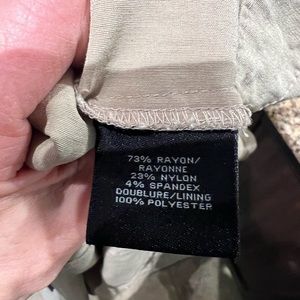 73% RAYON/
RAYONNE
23% NYLON
4% SPANDEX
DOUBLURE/LINING
100% POLYESTER